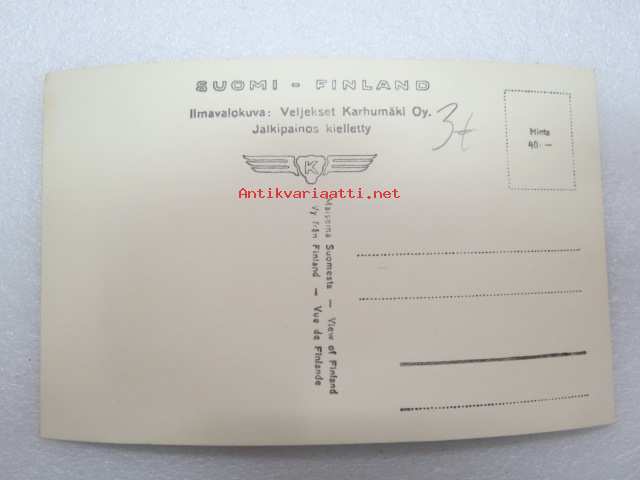 SUOMI - FINLAND
Ilmavalokuva: Veljekset Karhumäki Oy.
Jälkipainos kielletty
3t
Hinta
40:—
K
Antikvariaatti.net
Maisema Suomesta — View of Finland
Vy från Finland — Vue de Finlande